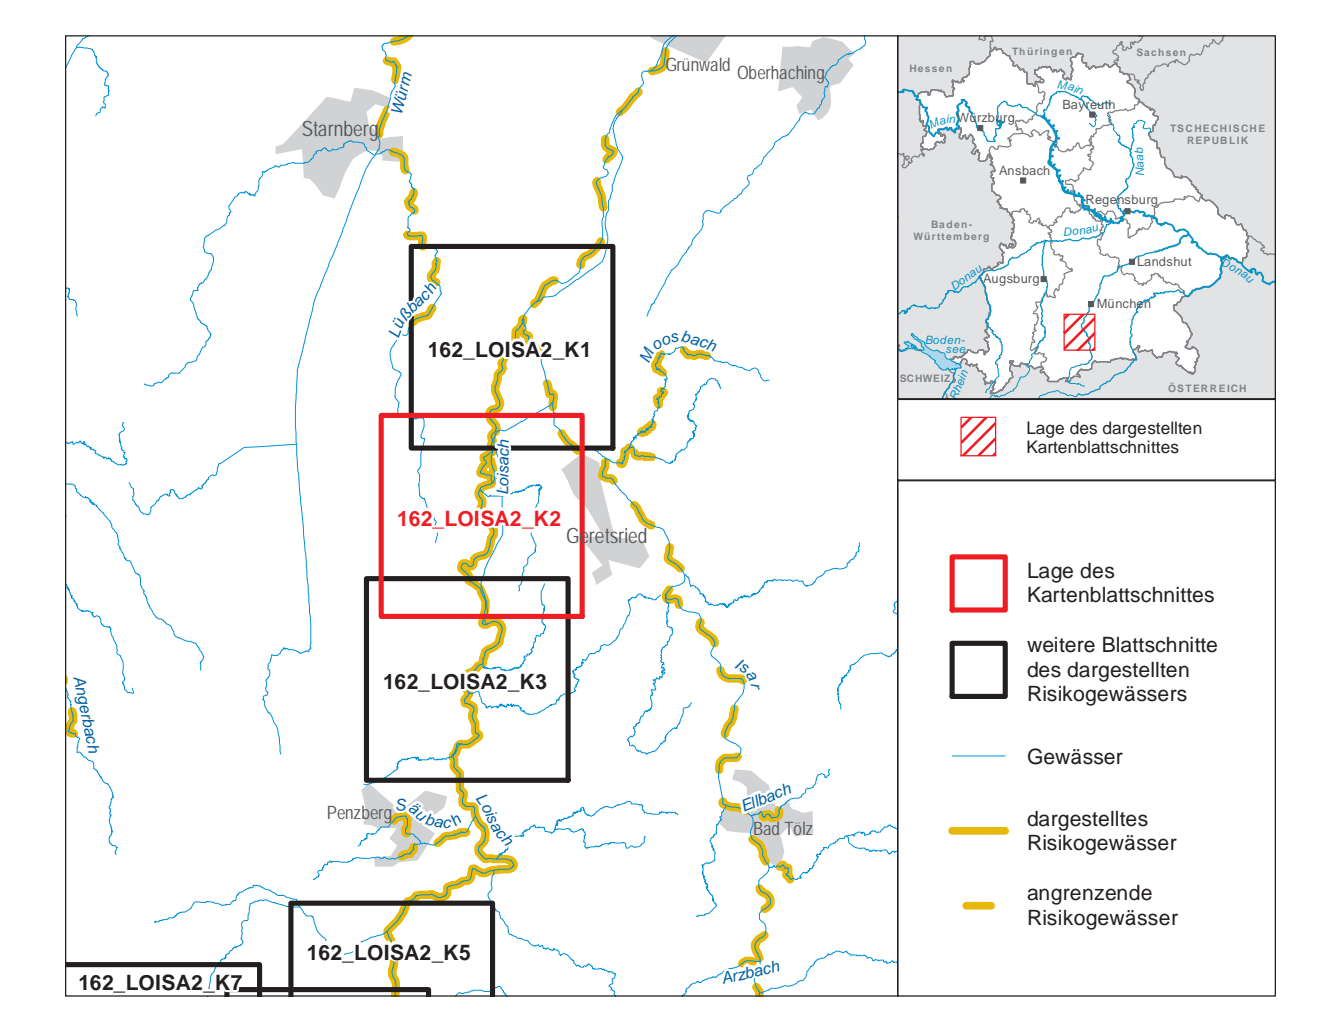 Würm
Grünwald
Oberhaching
Starnberg
Lüßbach
162_LOISA2_K1
Moosbach
Loisach
162_LOISA2_K2
Geretsried
162_LOISA2_K3
Isar
Angerbach
Penzberg
Säubach
Loisach
Ellbach
Bad Tölz
162_LOISA2_K5
Arzbach
162_LOISA2_K7
Thüringen
Sachsen
Hessen
Main
Bayreuth
Main
Würzburg
TSCHECHISCHE
REPUBLIK
Naab
Ansbach
Regensburg
Baden-
Württemberg
Donau
Landshut
Donau
Donau
Augsburg
München
Boden-
see
SCHWEIZ
Rhein
ÖSTERREICH
Lage des dargestellten
Kartenblattschnittes
Lage des
Kartenblattschnittes
weitere Blattschnitte
des dargestellten
Risikogewässers
Gewässer
dargestelltes
Risikogewässer
angrenzende
Risikogewässer